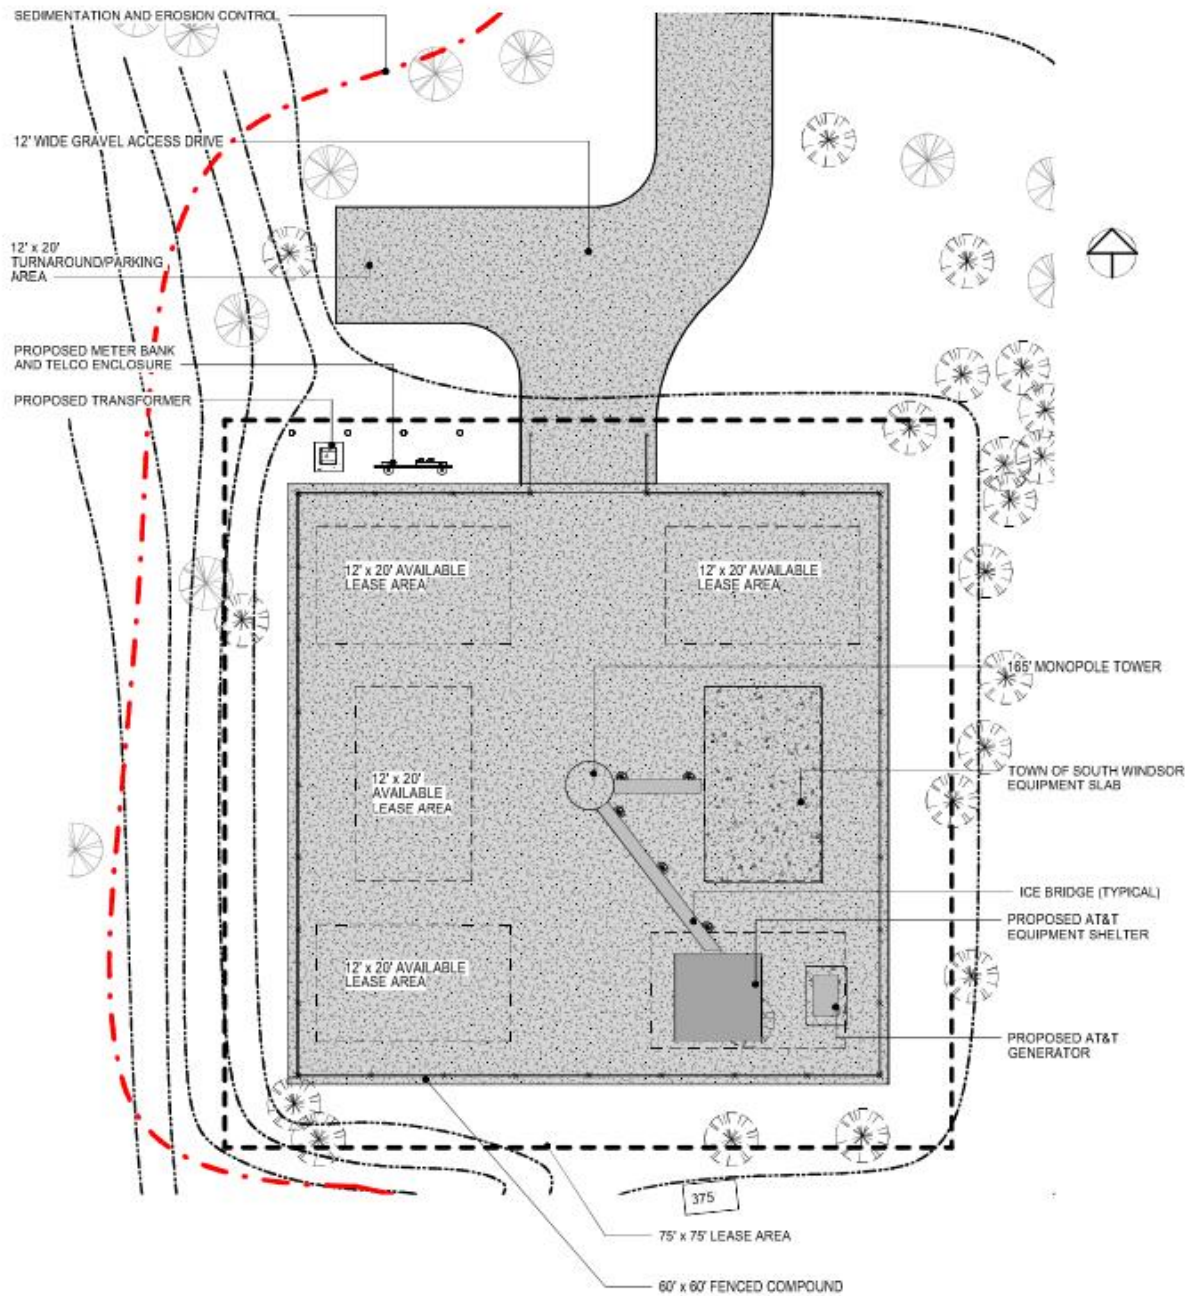 SEDIMENTATION AND EROSION CONTROL
12' WIDE GRAVEL ACCESS DRIVE
12' x 20'
TURNAROUND/PARKING
AREA
PROPOSED METER BANK
AND TELCO ENCLOSURE
PROPOSED TRANSFORMER
12' x 20' AVAILABLE
LEASE AREA
12' x 20' AVAILABLE
LEASE AREA
165' MONOPOLE TOWER
12' x 20'
AVAILABLE
LEASE AREA
TOWN OF SOUTH WINDSOR
EQUIPMENT SLAB
ICE BRIDGE (TYPICAL)
PROPOSED AT&T
EQUIPMENT SHELTER
12' x 20' AVAILABLE
LEASE AREA
PROPOSED AT&T
GENERATOR
375
75' x 75' LEASE AREA
60' x 60' FENCED COMPOUND